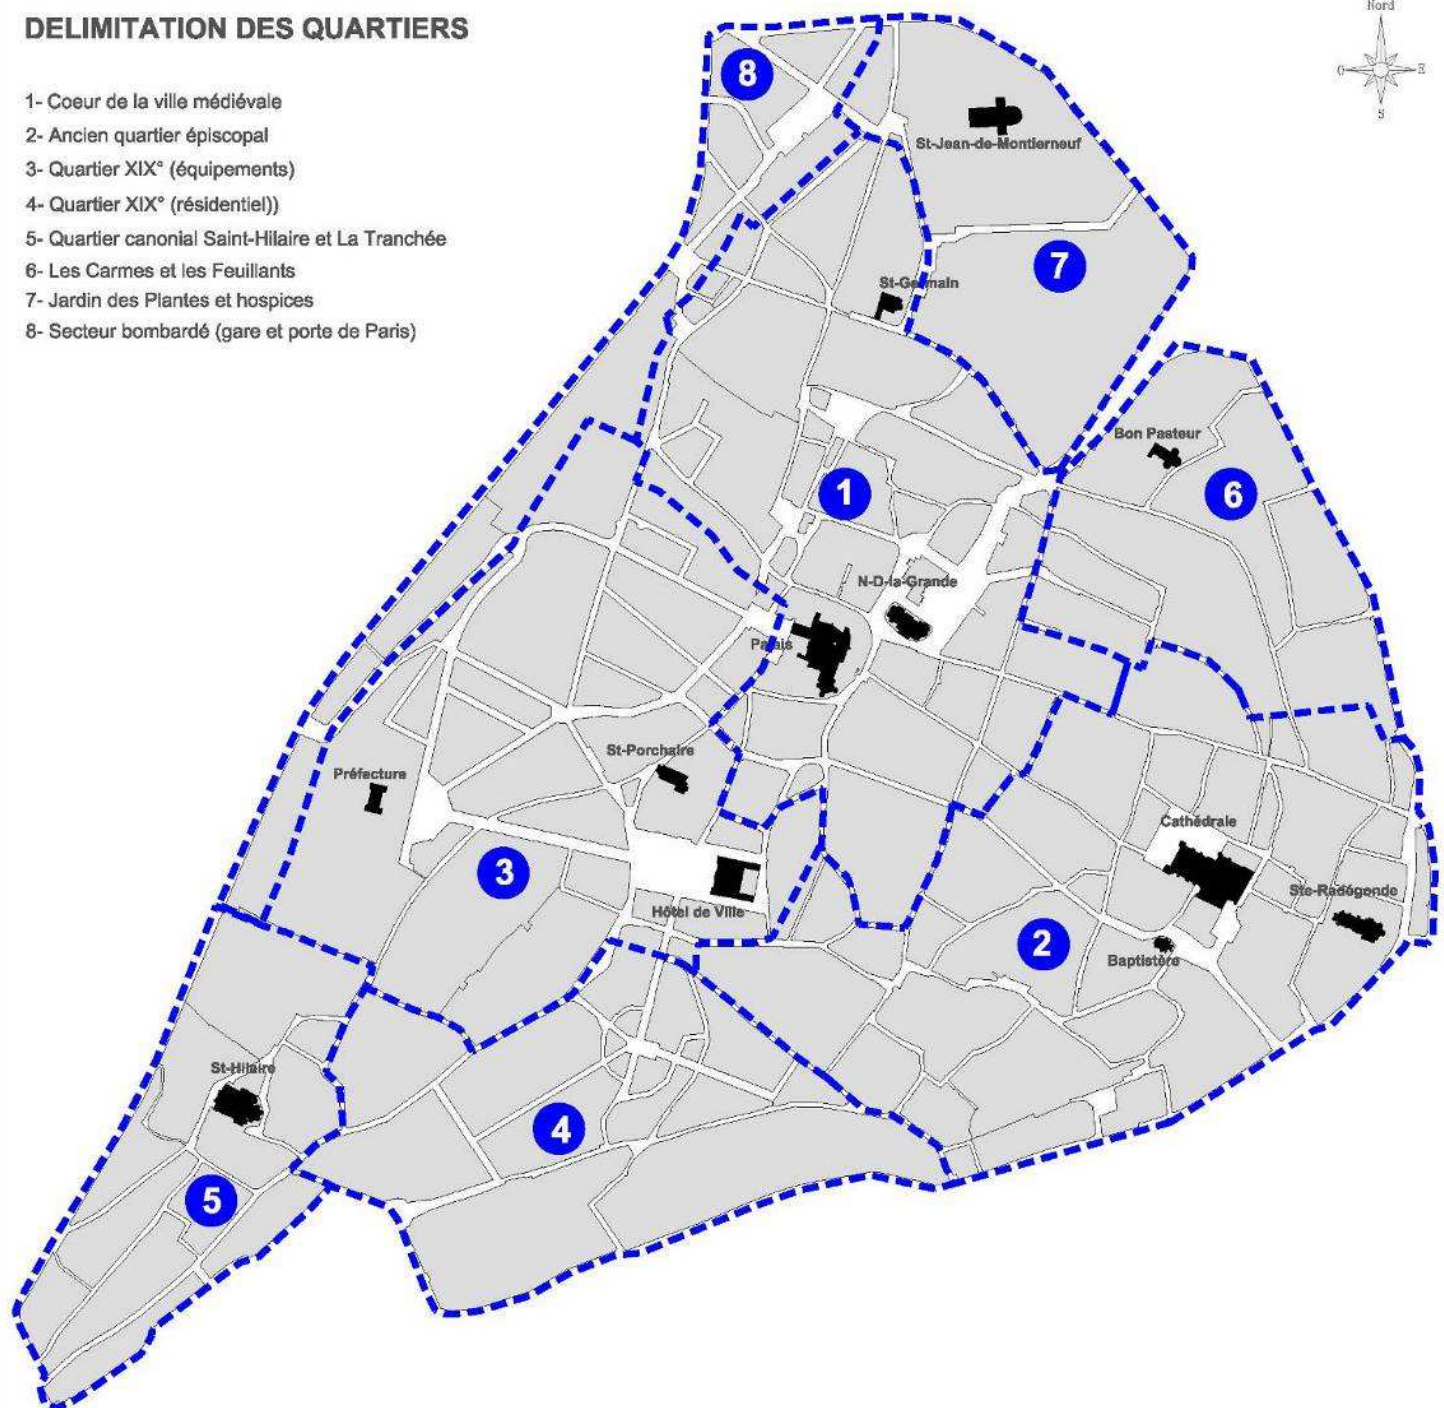 DELIMITATION DES QUARTIERS
1- Coeur de la ville médiévale
2- Ancien quartier épiscopal
3- Quartier XIX° (équipements)
4- Quartier XIX° (résidentiel))
5- Quartier canonial Saint-Hilaire et La Tranchée
6- Les Carmes et les Feuillants
7- Jardin des Plantes et hospices
8- Secteur bombardé (gare et porte de Paris)
Nord
O
E
S
8
St-Jean-de-Montierneuf
7
St-Germain
Bon Pasteur
6
1
N-D-la-Grande
Palais
St-Porchaire
Préfecture
Cathédrale
3
Ste-Radégonde
Hôtel de Ville
2
Baptistère
St-Hilaire
4
5